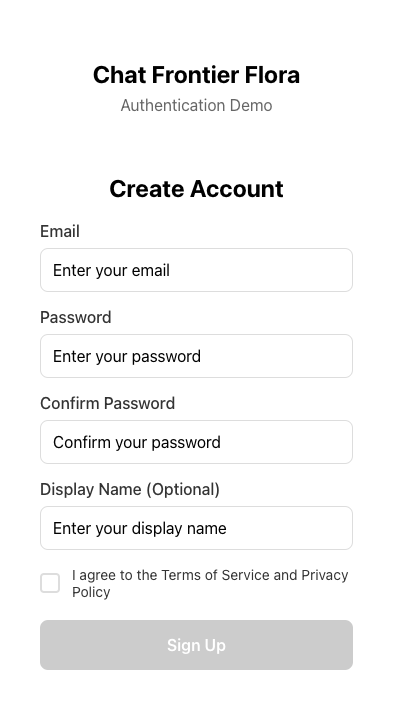 Chat Frontier Flora
Authentication Demo
Create Account
Email
Enter your email
Password
Enter your password
Confirm Password
Confirm your password
Display Name (Optional)
Enter your display name
I agree to the Terms of Service and Privacy
Policy
Sign Up